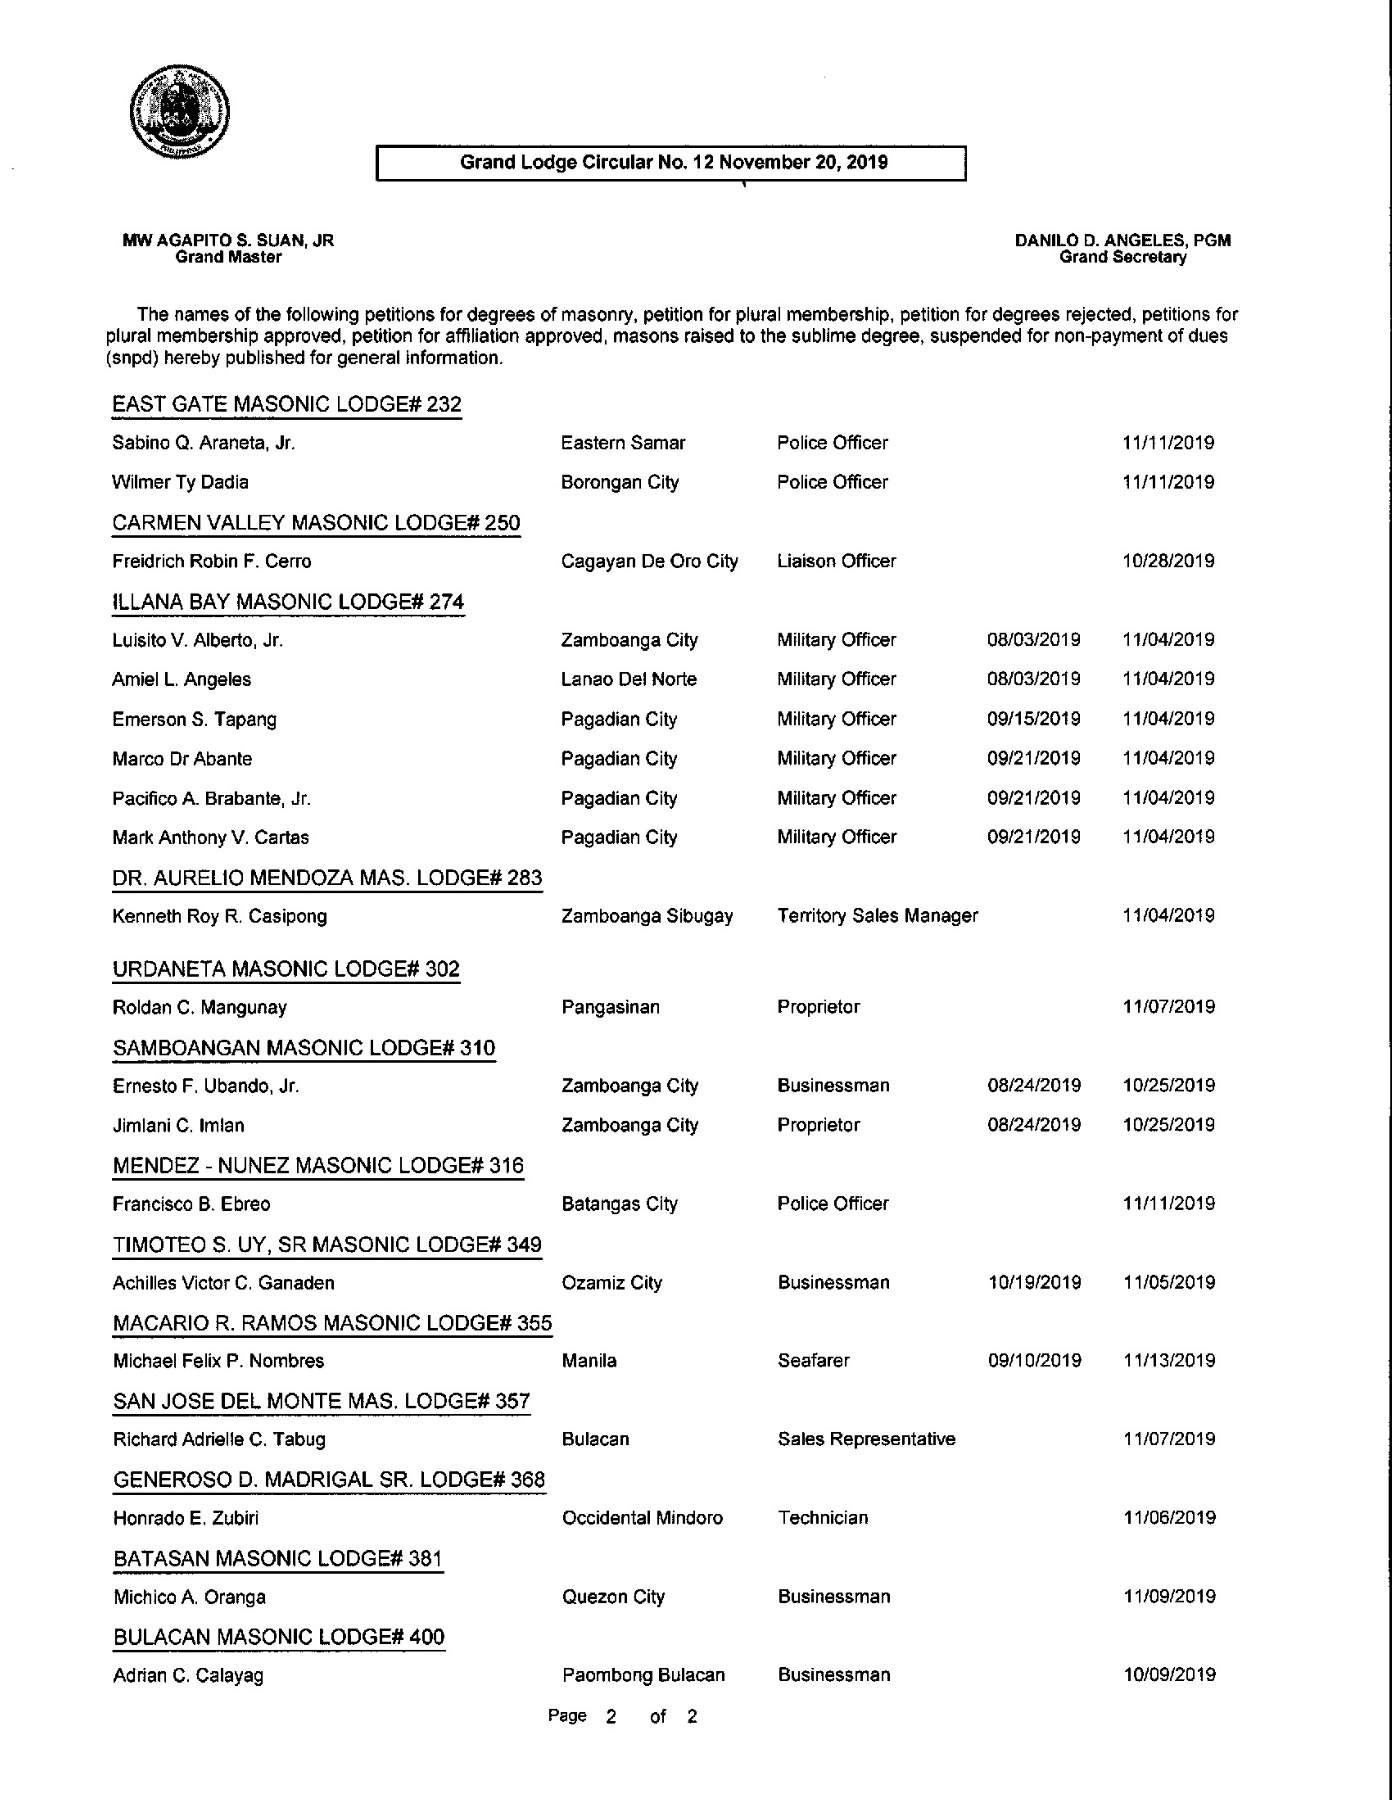 PHILIPPINES
Grand Lodge Circular No. 12 November 20, 2019
MW AGAPITO S. SUAN, JR DANILO D. ANGELES, PGM
Grand Master Grand Secretary
The names of the following petitions for degrees of masonry, petition for plural membership, petition for degrees rejected, petitions for
plural membership approved, petition for affiliation approved, masons raised to the sublime degree, suspended for non-payment of dues
(snpd) hereby published for general information.
EAST GATE MASONIC LODGE# 232
Sabino Q. Araneta, Jr. Eastern Samar Police Officer 11/11/2019
Wilmer Ty Dadia Borongan City Police Officer 11/11/2019
CARMEN VALLEY MASONIC LODGE# 250
Freidrich Robin F. Cerro Cagayan De Oro City Liaison Officer 10/28/2019
ILLANA BAY MASONIC LODGE# 274
Luisito V. Alberto, Jr. Zamboanga City Military Officer 08/03/2019 11/04/2019
Amiel L. Angeles Lanao Del Norte Military Officer 08/03/2019 11/04/2019
Emerson S. Tapang Pagadian City Military Officer 09/15/2019 11/04/2019
Marco Dr Abante Pagadian City Military Officer 09/21/2019 11/04/2019
Pacifico A. Brabante, Jr. Pagadian City Military Officer 09/21/2019 11/04/2019
Mark Anthony V. Cartas Pagadian City Military Officer 09/21/2019 11/04/2019
DR. AURELIO MENDOZA MAS. LODGE# 283
Kenneth Roy R. Casipong Zamboanga Sibugay Territory Sales Manager 11/04/2019
URDANETA MASONIC LODGE# 302
Roldan C. Mangunay Pangasinan Proprietor 11/07/2019
SAMBOANGAN MASONIC LODGE# 310
Ernesto F. Ubando, Jr. Zamboanga City Businessman 08/24/2019 10/25/2019
Jimlani C. Imlan Zamboanga City Proprietor 08/24/2019 10/25/2019
MENDEZ - NUNEZ MASONIC LODGE# 316
Francisco B. Ebreo Batangas City Police Officer 11/11/2019
TIMOTEO S. UY, SR MASONIC LODGE# 349
Achilles Victor C. Ganaden Ozamiz City Businessman 10/19/2019 11/05/2019
MACARIO R. RAMOS MASONIC LODGE# 355
Michael Felix P. Nombres Manila Seafarer 09/10/2019 11/13/2019
SAN JOSE DEL MONTE MAS. LODGE# 357
Richard Adrielle C. Tabug Bulacan Sales Representative 11/07/2019
GENEROSO D. MADRIGAL SR. LODGE# 368
Honrado E. Zubiri Occidental Mindoro Technician 11/06/2019
BATASAN MASONIC LODGE# 381
Michico A. Oranga Quezon City Businessman 11/09/2019
BULACAN MASONIC LODGE# 400
Adrian C. Calayag Paombong Bulacan Businessman 10/09/2019
Page 2 of 2